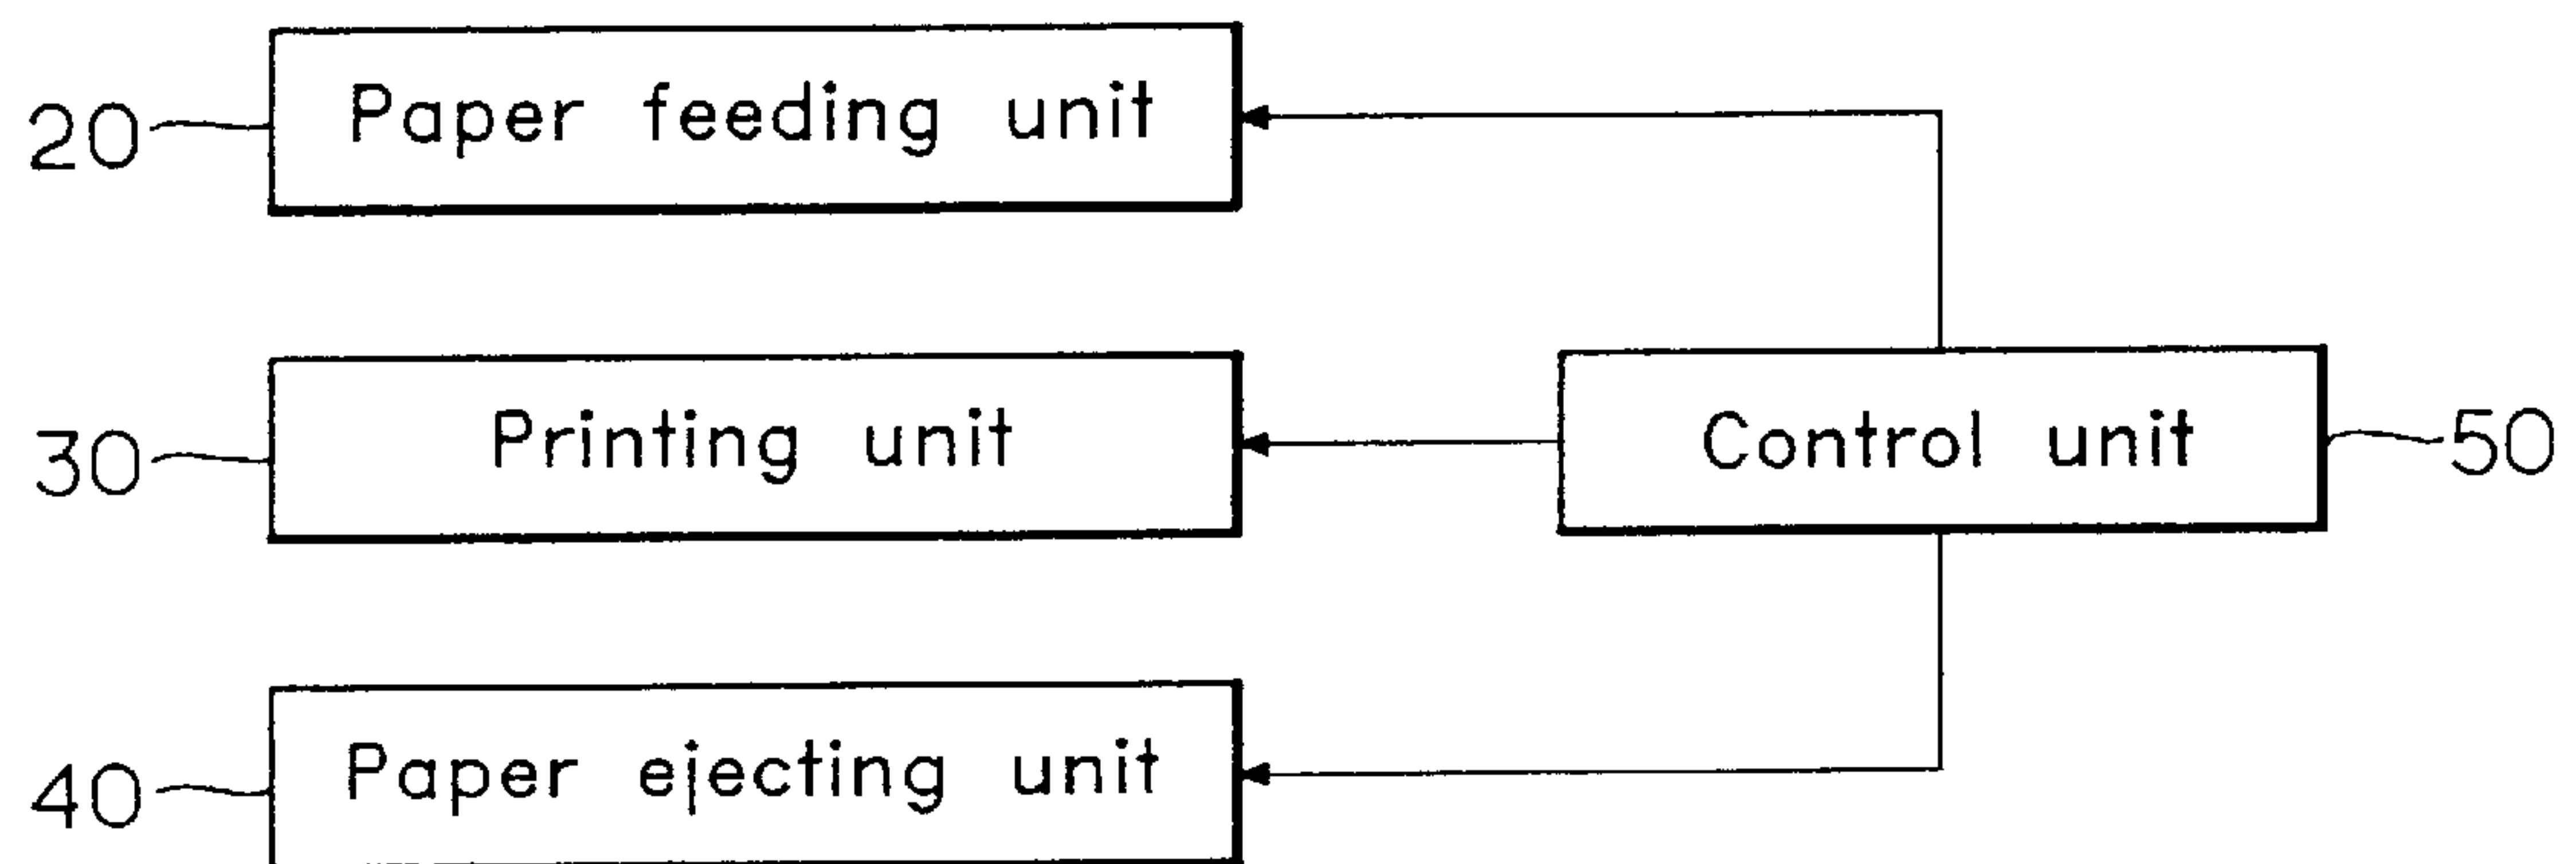 20 Paper feeding unit
30 Printing unit Control unit 50
40 Paper ejecting unit